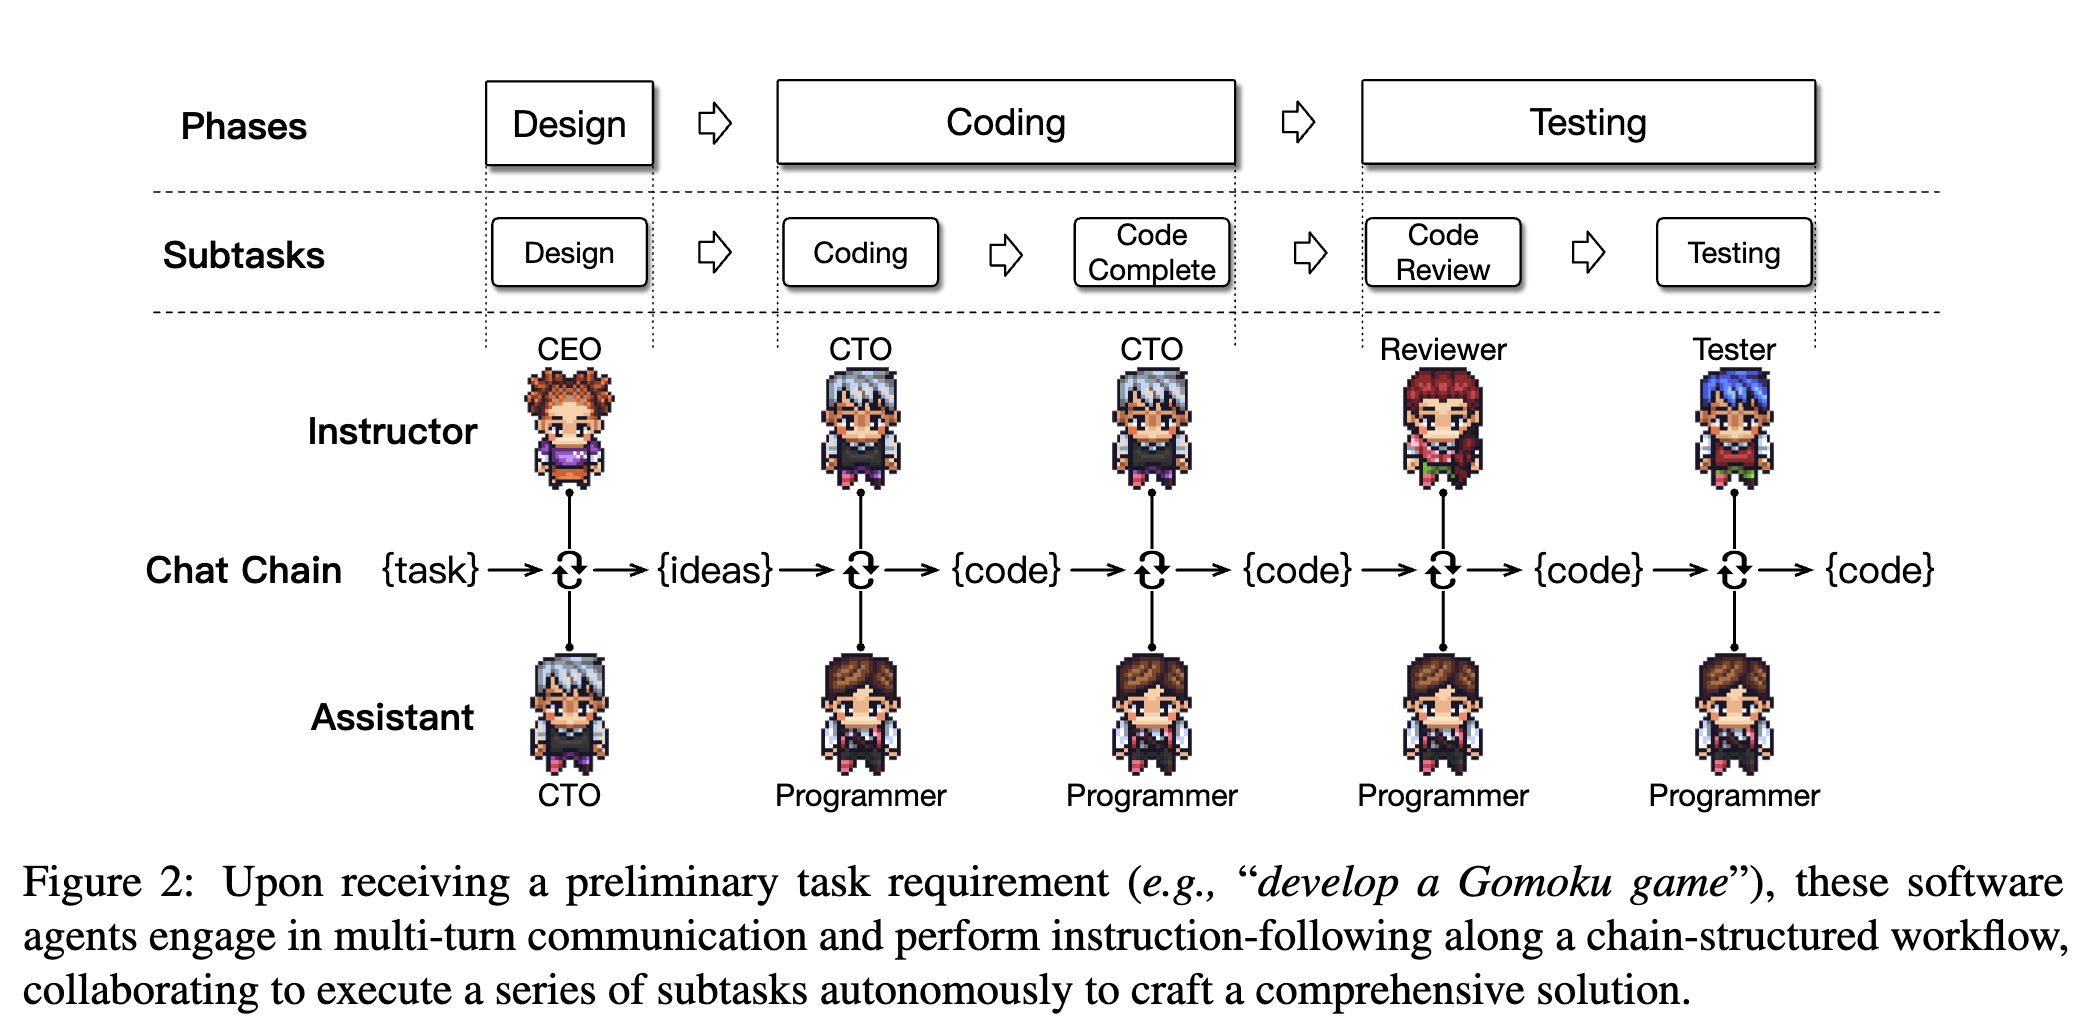 Phases Design Coding Testing
Subtasks Design Coding Code Complete Code Review Testing
CEO CTO CTO Reviewer Tester
Instructor
Chat Chain {task} {ideas} {code} {code} {code} {code}
Assistant
CTO Programmer Programmer Programmer Programmer
Figure 2: Upon receiving a preliminary task requirement (e.g., “develop a Gomoku game”), these software
agents engage in multi-turn communication and perform instruction-following along a chain-structured workflow,
collaborating to execute a series of subtasks autonomously to craft a comprehensive solution.